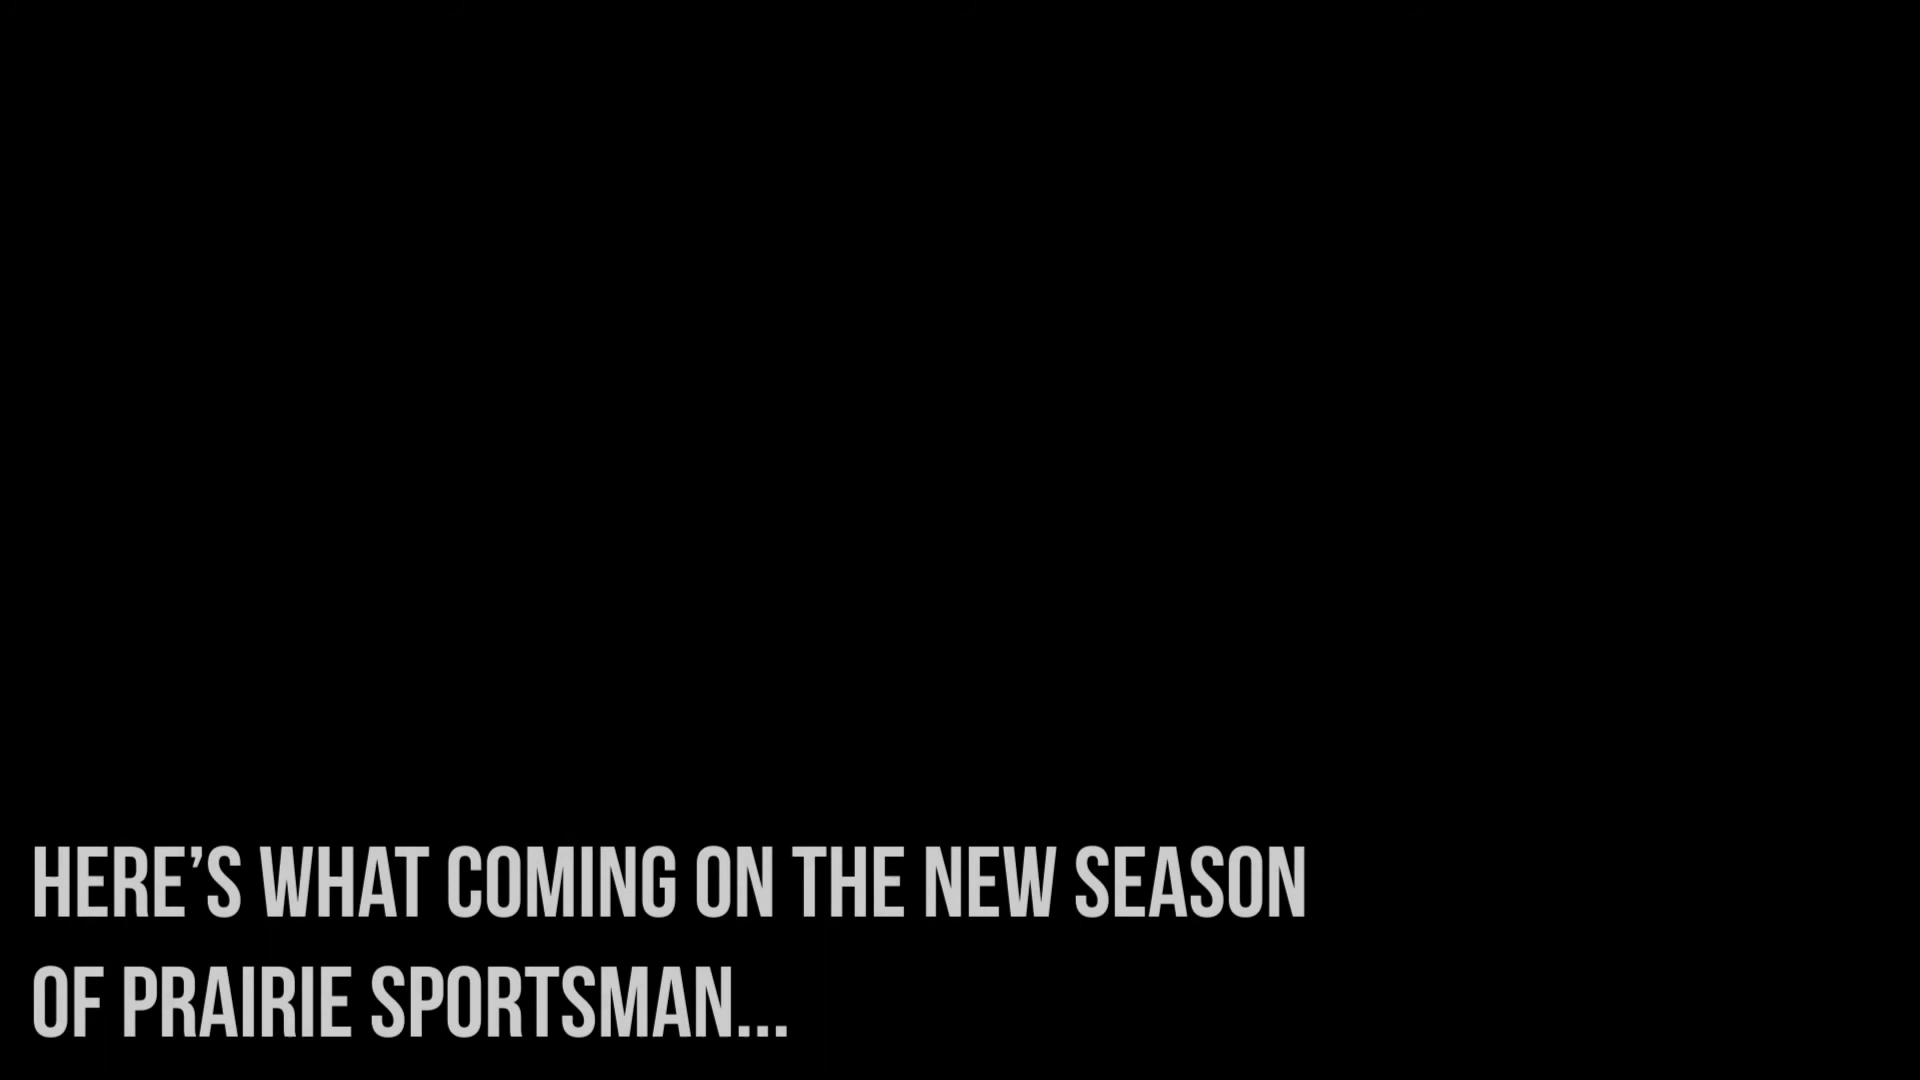 HERE’S WHAT COMING ON THE NEW SEASON
OF PRAIRIE SPORTSMAN...